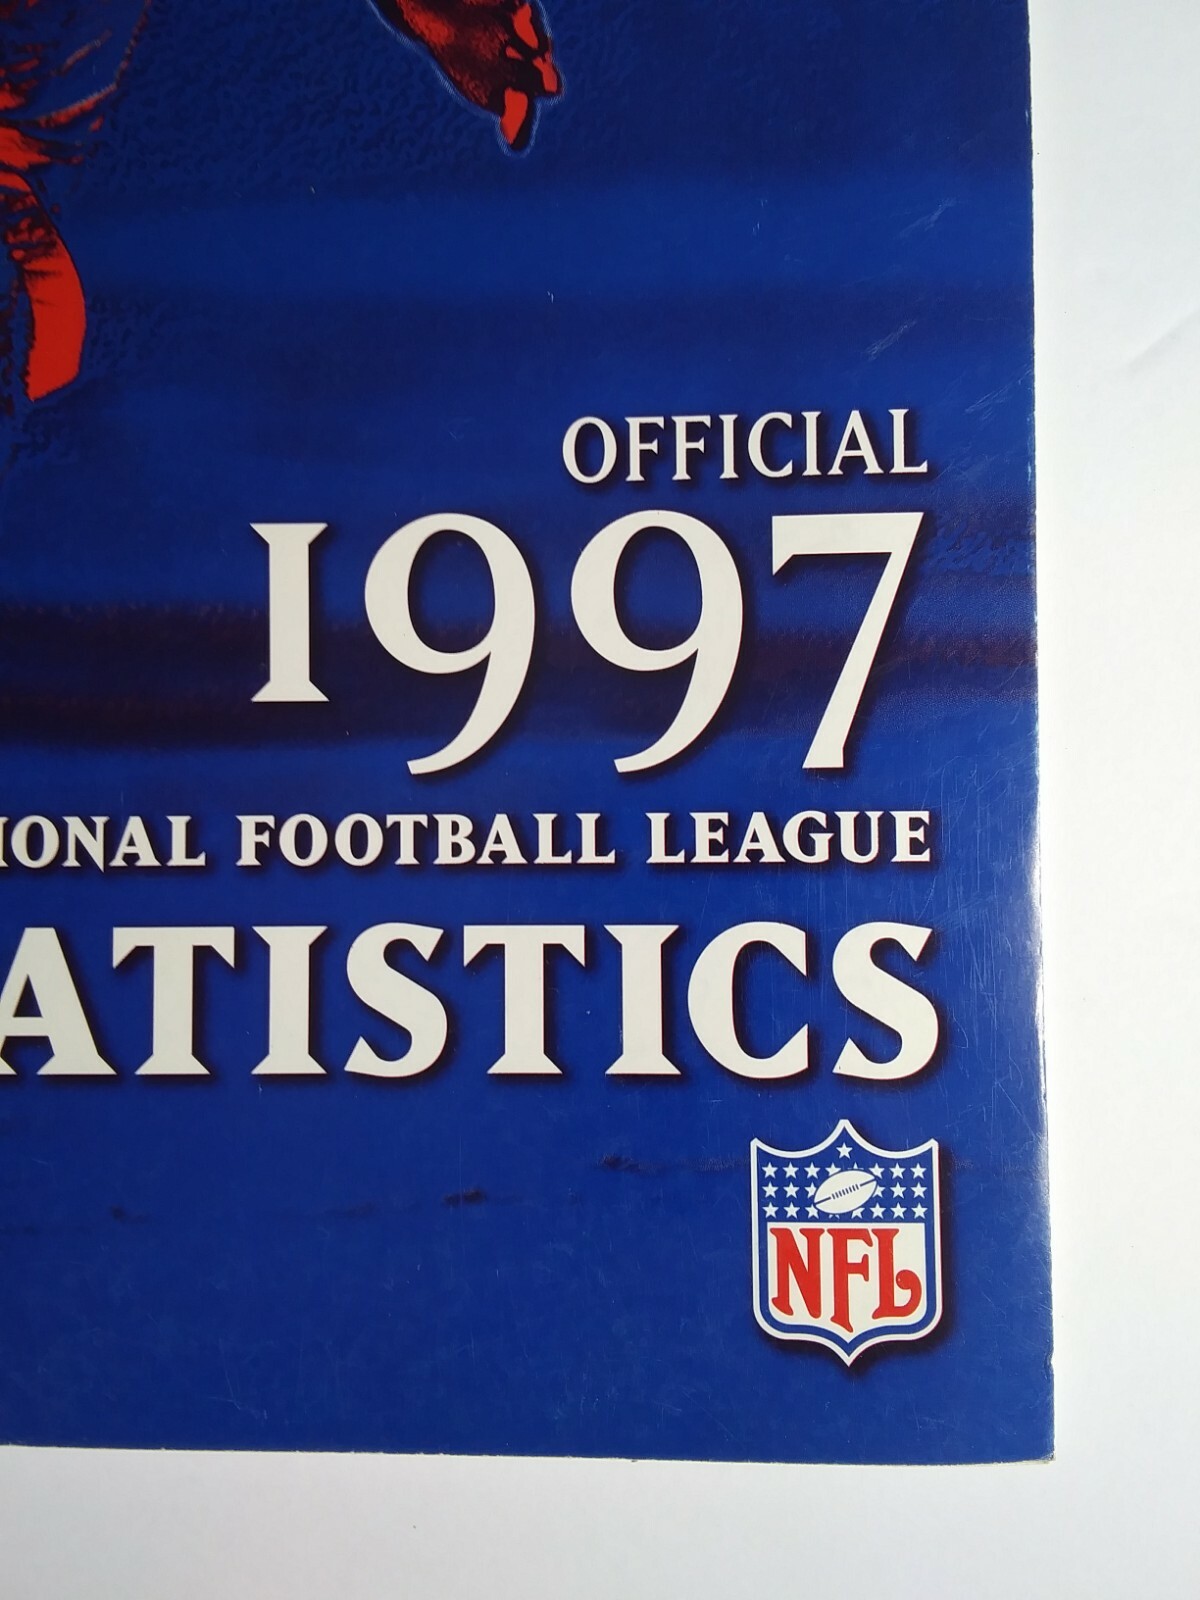 OFFICIAL
1997
IONAL FOOTBALL LEAGUE
ATISTICS
NFL